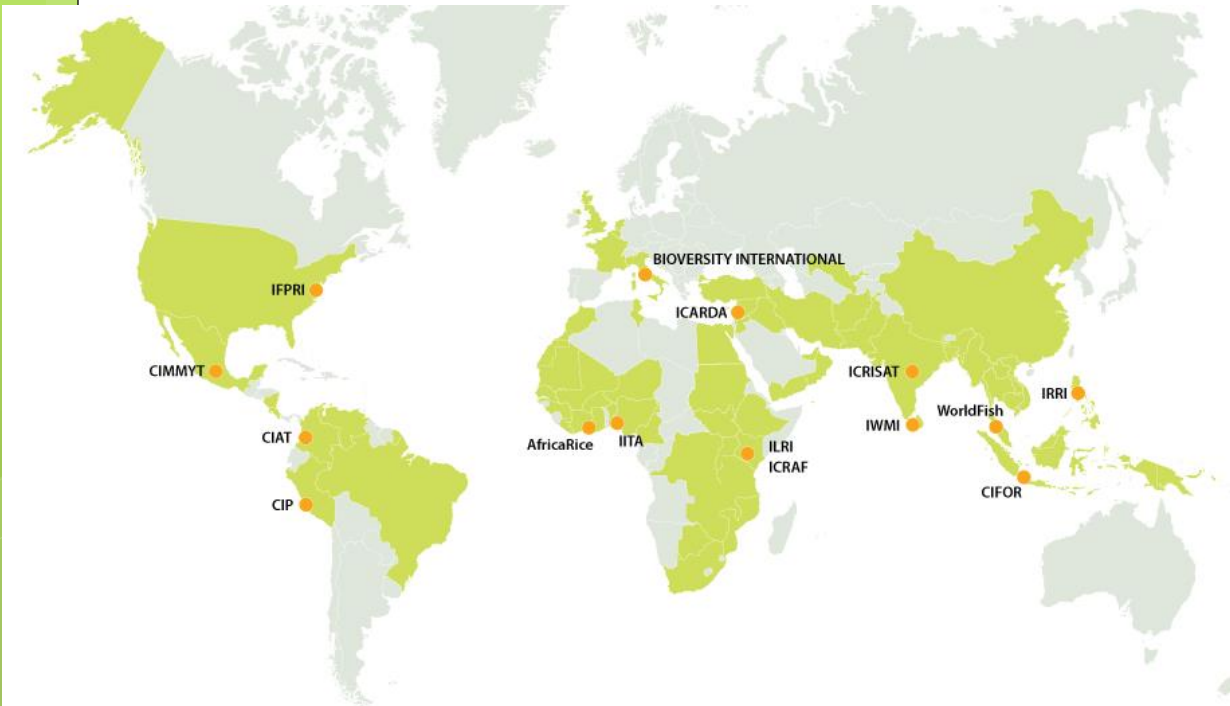 BIOVERSITY INTERNATIONAL
IFPRI
ICARDA
CIMMYT
ICRISAT
IRRI
WorldFish
IWMI
CIAT
AfricaRice
IITA
ILRI
ICRAF
CIFOR
CIP